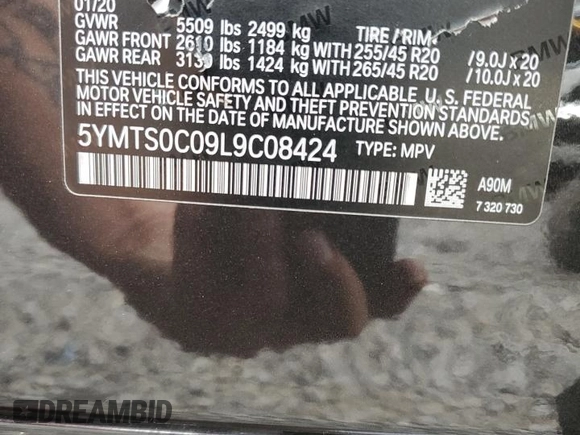 01/20
GVWR 5509 lbs 2499 kg TIRE / RIM
GAWR FRONT 2610 lbs 1184 kg WITH 255/45 R20 /9.0J x 20
GAWR REAR 3139 lbs 1424 kg WITH 265/45 R20 /10.0J x 20
THIS VEHICLE CONFORMS TO ALL APPLICABLE U.S. FEDERAL
MOTOR VEHICLE SAFETY AND THEFT PREVENTION STANDARDS
IN EFFECT ON THE DATE OF MANUFACTURE SHOWN ABOVE.
5YMTS0C09L9C08424 TYPE: MPV
A90M
7 320 730
BMW
DREAMBID